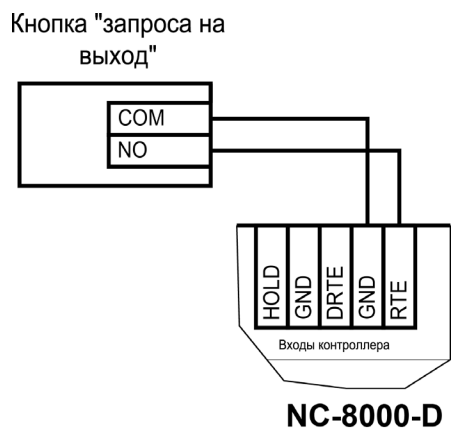 Кнопка "запроса на
выход"
COM
NO
HOLD
GND
DRTE
GND
RTE
Входы контроллера
NC-8000-D